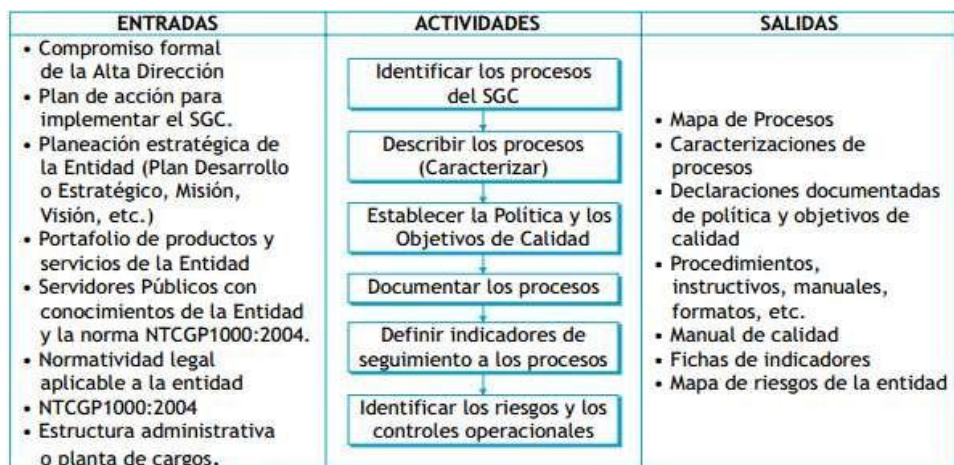 ENTRADAS
• Compromiso formal
de la Alta Dirección
• Plan de acción para
implementar el SGC.
• Planeación estratégica de
la Entidad (Plan Desarrollo
o Estratégico, Misión,
Visión, etc.)
• Portafolio de productos y
servicios de la Entidad
• Servidores Públicos con
conocimientos de la Entidad
y la norma NTCGP1000:2004.
• Normatividad legal
aplicable a la entidad
• NTCGP1000:2004
• Estructura administrativa
o planta de cargos.
ACTIVIDADES
Identificar los procesos
del SGC
Describir los procesos
(Caracterizar)
Establecer la Política y los
Objetivos de Calidad
Documentar los procesos
Definir indicadores de
seguimiento a los procesos
Identificar los riesgos y los
controles operacionales
SALIDAS
• Mapa de Procesos
• Caracterizaciones de
procesos
• Declaraciones documentadas
de política y objetivos de
calidad
• Procedimientos,
instructivos, manuales,
formatos, etc.
• Manual de calidad
• Fichas de indicadores
• Mapa de riesgos de la entidad